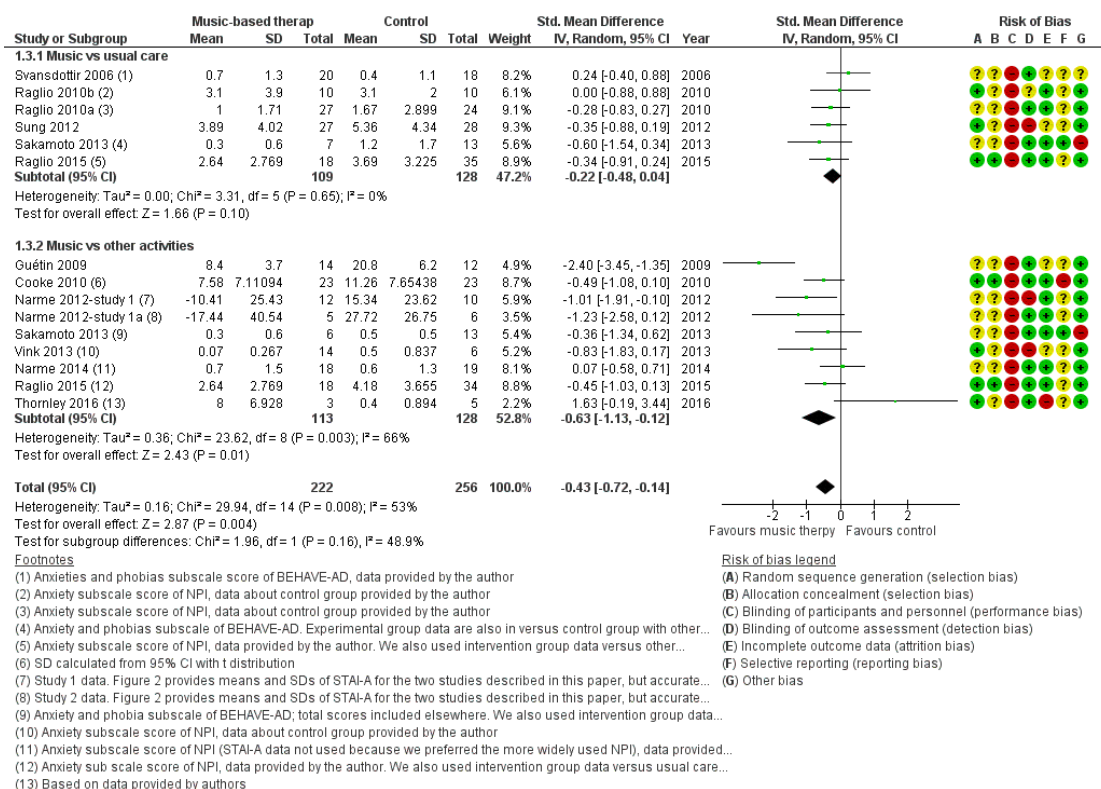 Music-based therap Control Std. Mean Difference Std. Mean Difference Risk of Bias
Study or Subgroup Mean SD Total Mean SD Total Weight IV, Random, 95% CI Year IV, Random, 95% CI A B C D E F G
1.3.1 Music vs usual care
Svansdottir 2006 (1) 0.7 1.3 20 0.4 1.1 18 8.2% 0.24 [-0.40, 0.88] 2006 ? ? - + ? ? ?
Raglio 2010b (2) 3.1 3.9 10 3.1 2 10 5.9% 0.00 [-0.88, 0.88] 2010 + ? - ? + ? +
Raglio 2010a (3) 1 1.71 27 1.67 2.899 24 9.1% -0.28 [-0.83, 0.27] 2010 ? ? - + + ? +
Sung 2012 3.89 4.02 27 5.36 4.34 28 9.3% -0.35 [-0.88, 0.19] 2012 + ? - - + ? +
Sakamoto 2013 (4) 0.3 0.6 7 1.2 1.7 13 5.6% -0.60 [-1.54, 0.34] 2013 ? ? - + + + -
Raglio 2015 (5) 2.64 2.769 18 3.69 3.225 35 8.9% -0.34 [-0.91, 0.24] 2015 + + - + + ? +
Subtotal (95% CI) 109 128 47.2% -0.22 [-0.48, 0.04]
Heterogeneity: Tau² = 0.00; Chi² = 3.31, df = 5 (P = 0.65); I² = 0%
Test for overall effect: Z = 1.66 (P = 0.10)
1.3.2 Music vs other activities
Guétin 2009 8.4 3.7 14 20.8 6.2 12 4.9% -2.40 [-3.45, -1.35] 2009 ? ? - + ? ? +
Cooke 2010 (6) 7.58 7.11094 23 11.26 7.65438 23 8.8% -0.49 [-1.08, 0.10] 2010 + + - + + - +
Narme 2012-study 1 (7) -10.41 25.43 12 15.34 23.62 10 5.8% -1.01 [-1.91, -0.10] 2012 ? ? - - + ? +
Narme 2012-study 1a (8) -17.44 40.54 5 27.72 26.75 6 3.4% -1.23 [-2.58, 0.12] 2012 ? ? - + + ? +
Sakamoto 2013 (9) 0.3 0.6 6 0.5 0.5 13 5.3% -0.36 [-1.34, 0.62] 2013 ? ? - + + + -
Vink 2013 (10) 0.07 0.267 14 0.5 0.837 6 5.2% -0.83 [-1.83, 0.17] 2013 + ? - - ? ? +
Narme 2014 (11) 0.7 1.5 18 0.6 1.3 19 8.2% 0.07 [-0.58, 0.71] 2014 ? ? - + + ? +
Raglio 2015 (12) 2.64 2.769 18 4.18 3.655 34 8.8% -0.45 [-1.03, 0.13] 2015 + + - + + ? +
Thornley 2016 (13) 8 6.928 3 0.4 0.894 5 2.2% 1.63 [-0.19, 3.44] 2016 + ? - + - ? +
Subtotal (95% CI) 113 128 52.8% -0.63 [-1.13, -0.12]
Heterogeneity: Tau² = 0.36; Chi² = 23.62, df = 8 (P = 0.003); I² = 66%
Test for overall effect: Z = 2.43 (P = 0.01)
Total (95% CI) 222 256 100.0% -0.43 [-0.72, -0.14]
Heterogeneity: Tau² = 0.16; Chi² = 29.94, df = 14 (P = 0.008); I² = 53%
Test for overall effect: Z = 2.87 (P = 0.004)
Test for subgroup differences: Chi² = 1.96, df = 1 (P = 0.16), I² = 48.9%
-2 -1 0 1 2
Favours music therpy Favours control
Footnotes
(1) Anxieties and phobias subscale score of BEHAVE-AD, data provided by the author
(2) Anxiety subscale score of NPI, data about control group provided by the author
(3) Anxiety subscale score of NPI, data about control group provided by the author
(4) Anxiety and phobias subscale of BEHAVE-AD. Experimental group data are also in versus control group with other...
(5) Anxiety subscale score of NPI, data provided by the author. We also used intervention group data versus other...
(6) SD calculated from 95% CI with t distribution
(7) Study 1 data. Figure 2 provides means and SDs of STAI-A for the two studies described in this paper, but accurate...
(8) Study 2 data. Figure 2 provides means and SDs of STAI-A for the two studies described in this paper, but accurate...
(9) Anxiety and phobia subscale of BEHAVE-AD; total scores included elsewhere. We also used intervention group data...
(10) Anxiety subscale score of NPI, data about control group provided by the author
(11) Anxiety subscale score of NPI (STAI-A data not used because we preferred the more widely used NPI), data provided...
(12) Anxiety sub scale score of NPI, data provided by the author. We also used intervention group data versus usual care...
(13) Based on data provided by authors
Risk of bias legend
(A) Random sequence generation (selection bias)
(B) Allocation concealment (selection bias)
(C) Blinding of participants and personnel (performance bias)
(D) Blinding of outcome assessment (detection bias)
(E) Incomplete outcome data (attrition bias)
(F) Selective reporting (reporting bias)
(G) Other bias